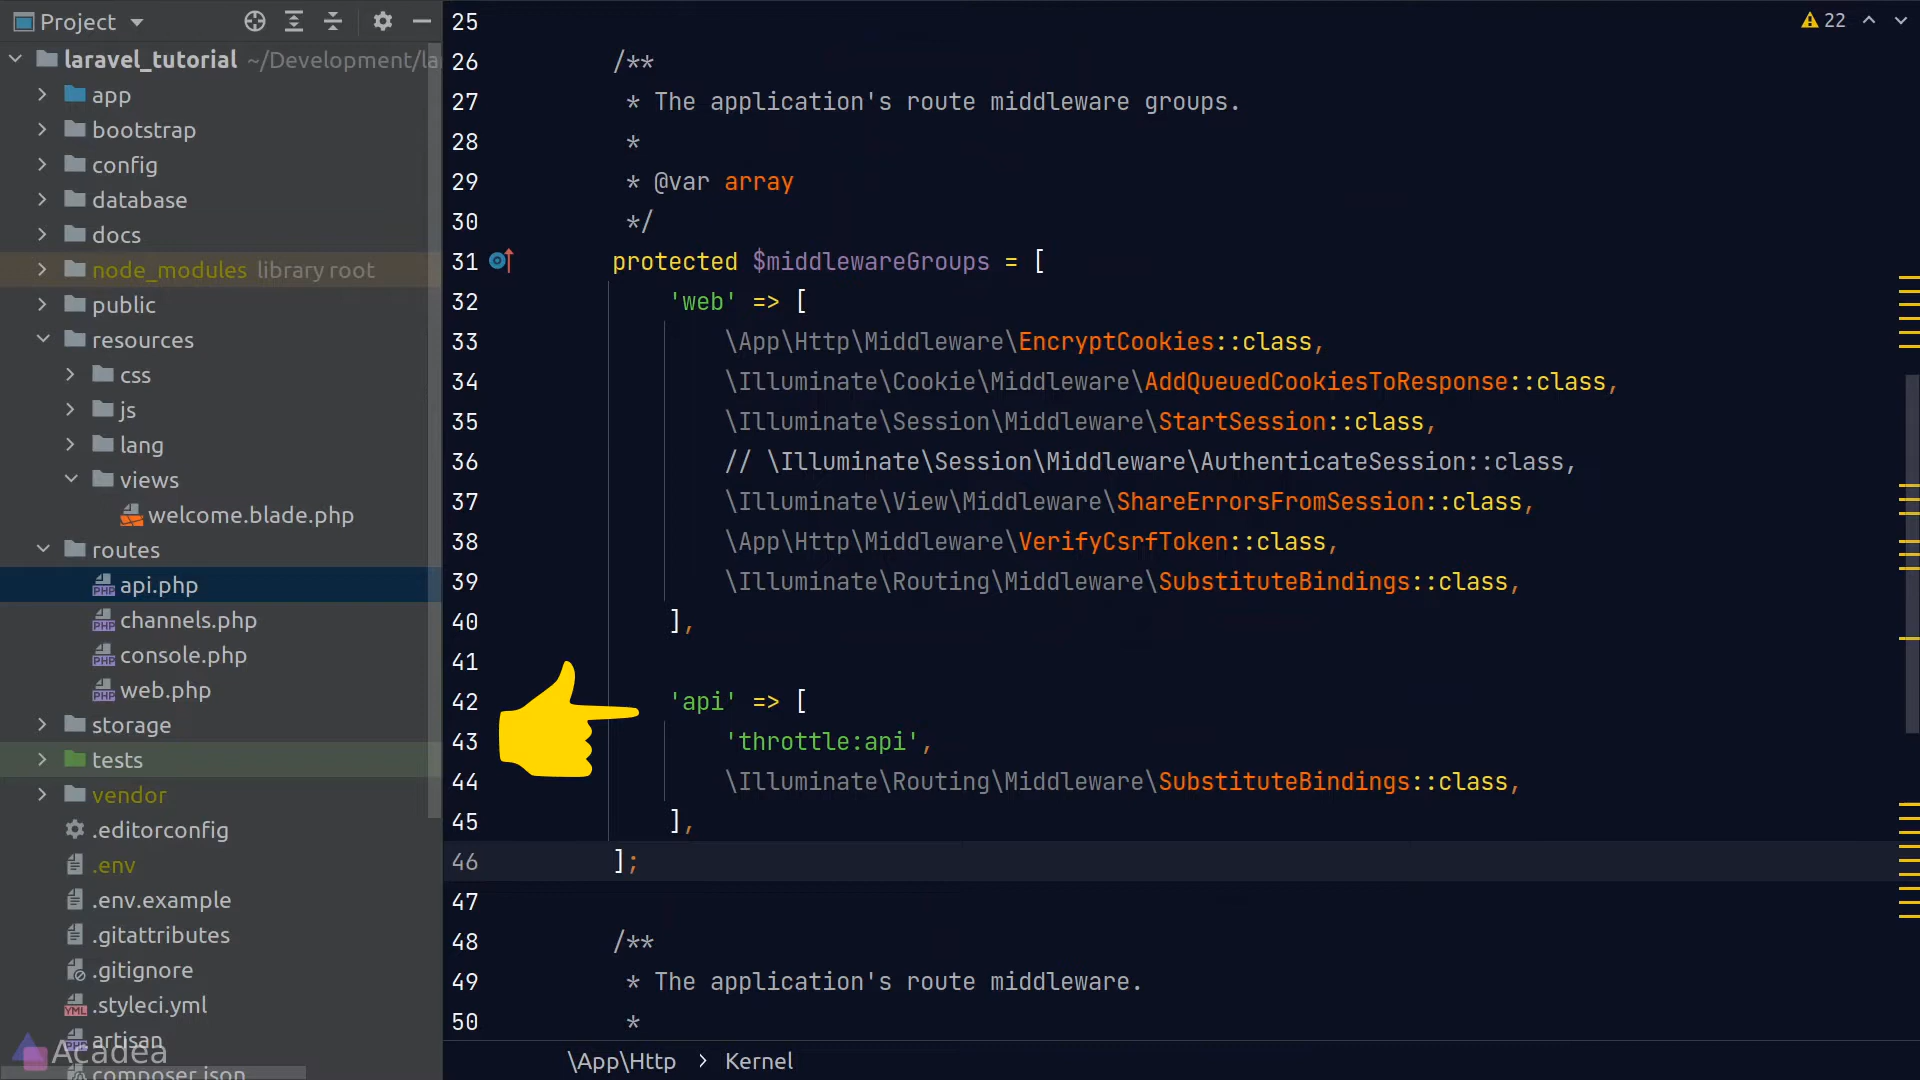 Project
laravel_tutorial ~/Development/la
app
bootstrap
config
database
docs
node_modules library root
public
resources
css
js
lang
views
welcome.blade.php
routes
api.php
channels.php
console.php
web.php
storage
tests
vendor
.editorconfig
.env
.env.example
.gitattributes
.gitignore
.styleci.yml
artisan
composer.json
Acadea
22
25
26 /**
27 * The application's route middleware groups.
28 *
29 * @var array
30 */
31 protected $middlewareGroups = [
32 'web' => [
33 \App\Http\Middleware\EncryptCookies::class,
34 \Illuminate\Cookie\Middleware\AddQueuedCookiesToResponse::class,
35 \Illuminate\Session\Middleware\StartSession::class,
36 // \Illuminate\Session\Middleware\AuthenticateSession::class,
37 \Illuminate\View\Middleware\ShareErrorsFromSession::class,
38 \App\Http\Middleware\VerifyCsrfToken::class,
39 \Illuminate\Routing\Middleware\SubstituteBindings::class,
40 ],
41
42 'api' => [
43 'throttle:api',
44 \Illuminate\Routing\Middleware\SubstituteBindings::class,
45 ],
46 ];
47
48 /**
49 * The application's route middleware.
50 *
\App\Http > Kernel